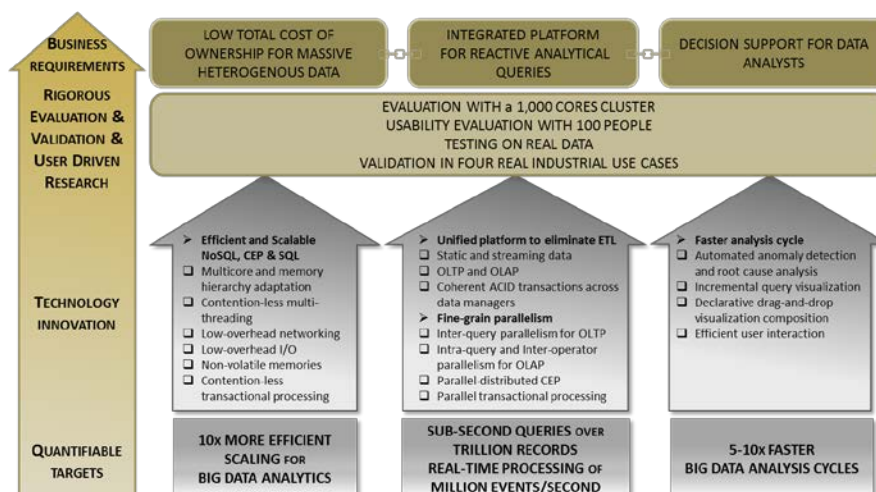 BUSINESS
REQUIREMENTS
LOW TOTAL COST OF
OWNERSHIP FOR MASSIVE
HETEROGENOUS DATA
INTEGRATED PLATFORM
FOR REACTIVE ANALYTICAL
QUERIES
DECISION SUPPORT FOR DATA
ANALYSTS
RIGOROUS
EVALUATION &
VALIDATION &
USER DRIVEN
RESEARCH
EVALUATION WITH a 1,000 CORES CLUSTER
USABILITY EVALUATION WITH 100 PEOPLE
TESTING ON REAL DATA
VALIDATION IN FOUR REAL INDUSTRIAL USE CASES
TECHNOLOGY
INNOVATION
➢ Efficient and Scalable
NoSQL, CEP & SQL
❑ Multicore and memory
hierarchy adaptation
❑ Contention-less multi-
threading
❑ Low-overhead networking
❑ Low-overhead I/O
❑ Non-volatile memories
❑ Contention-less
transactional processing
➢ Unified platform to eliminate ETL
❑ Static and streaming data
❑ OLTP and OLAP
❑ Coherent ACID transactions across
data managers
➢ Fine-grain parallelism
❑ Inter-query parallelism for OLTP
❑ Intra-query and Inter-operator
parallelism for OLAP
❑ Parallel-distributed CEP
❑ Parallel transactional processing
➢ Faster analysis cycle
❑ Automated anomaly detection
and root cause analysis
❑ Incremental query visualization
❑ Declarative drag-and-drop
visualization composition
❑ Efficient user interaction
QUANTIFIABLE
TARGETS
10x MORE EFFICIENT
SCALING FOR
BIG DATA ANALYTICS
SUB-SECOND QUERIES OVER
TRILLION RECORDS
REAL-TIME PROCESSING OF
MILLION EVENTS/SECOND
5-10x FASTER
BIG DATA ANALYSIS CYCLES